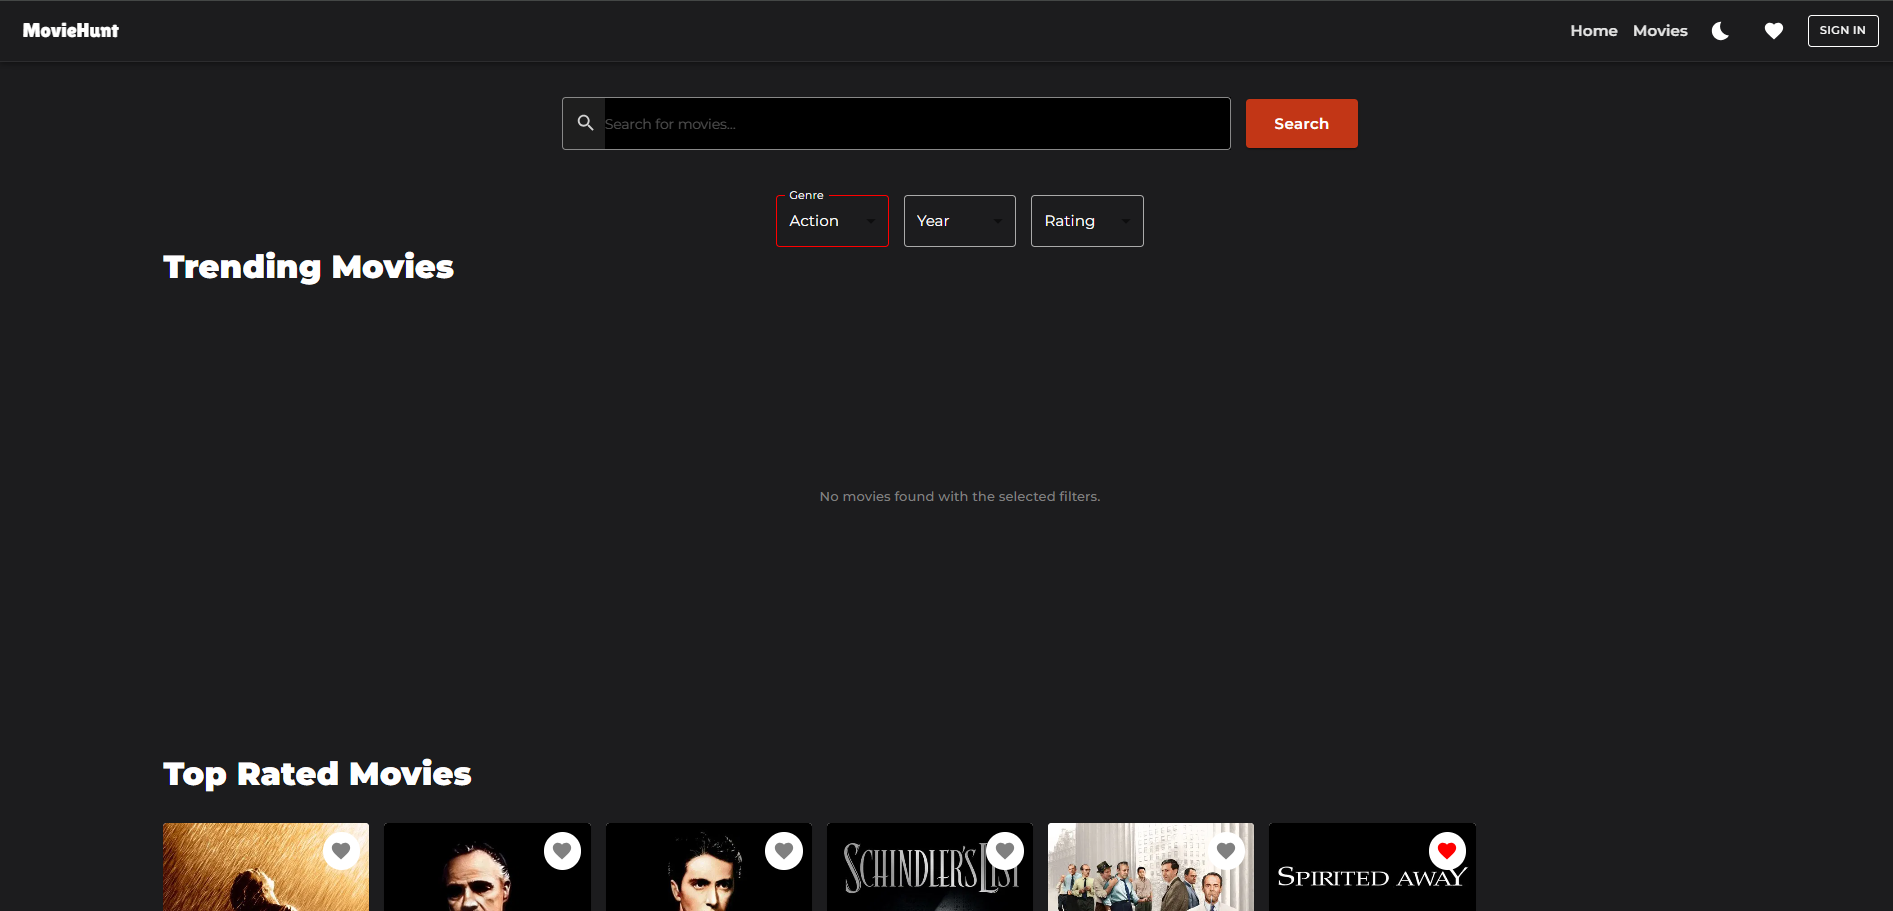 MovieHunt
Home Movies SIGN IN
Search for movies... Search
Genre
Action Year Rating
Trending Movies
No movies found with the selected filters.
Top Rated Movies
SCHINDLER'S LIST
SPIRITED AWAY